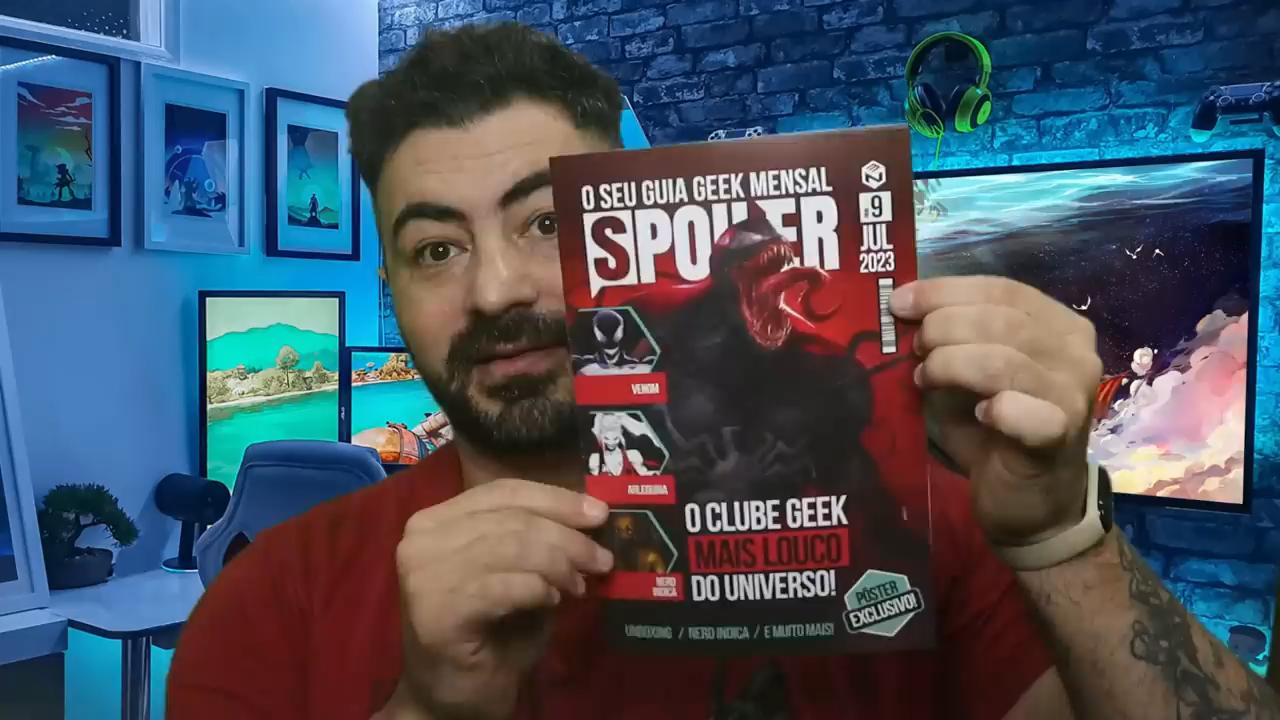 O SEU GUIA GEEK MENSAL
SPOILER
N
#9
JUL
2023
VENOM
ARLEQUINA
NERD
INDICA
O CLUBE GEEK
MAIS LOUCO
DO UNIVERSO!
PÔSTER
EXCLUSIVO!
UNBOXING / NERD INDICA / E MUITO MAIS!